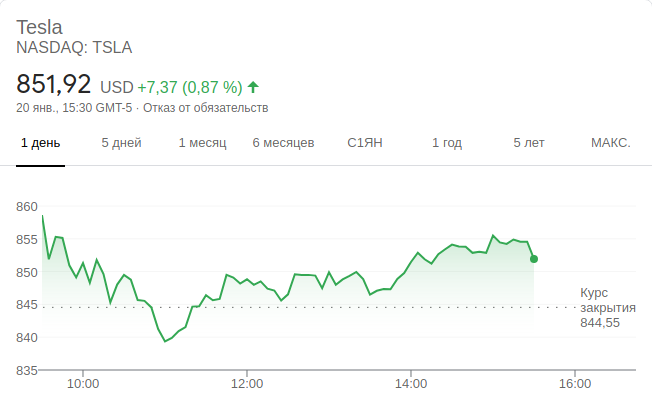 Tesla
NASDAQ: TSLA
851,92 USD +7,37 (0,87 %)
20 янв., 15:30 GMT-5 · Отказ от обязательств
1 день 5 дней 1 месяц 6 месяцев С1ЯН 1 год 5 лет МАКС.
860
855
850
845
840
835
Курс
закрытия
844,55
10:00 12:00 14:00 16:00